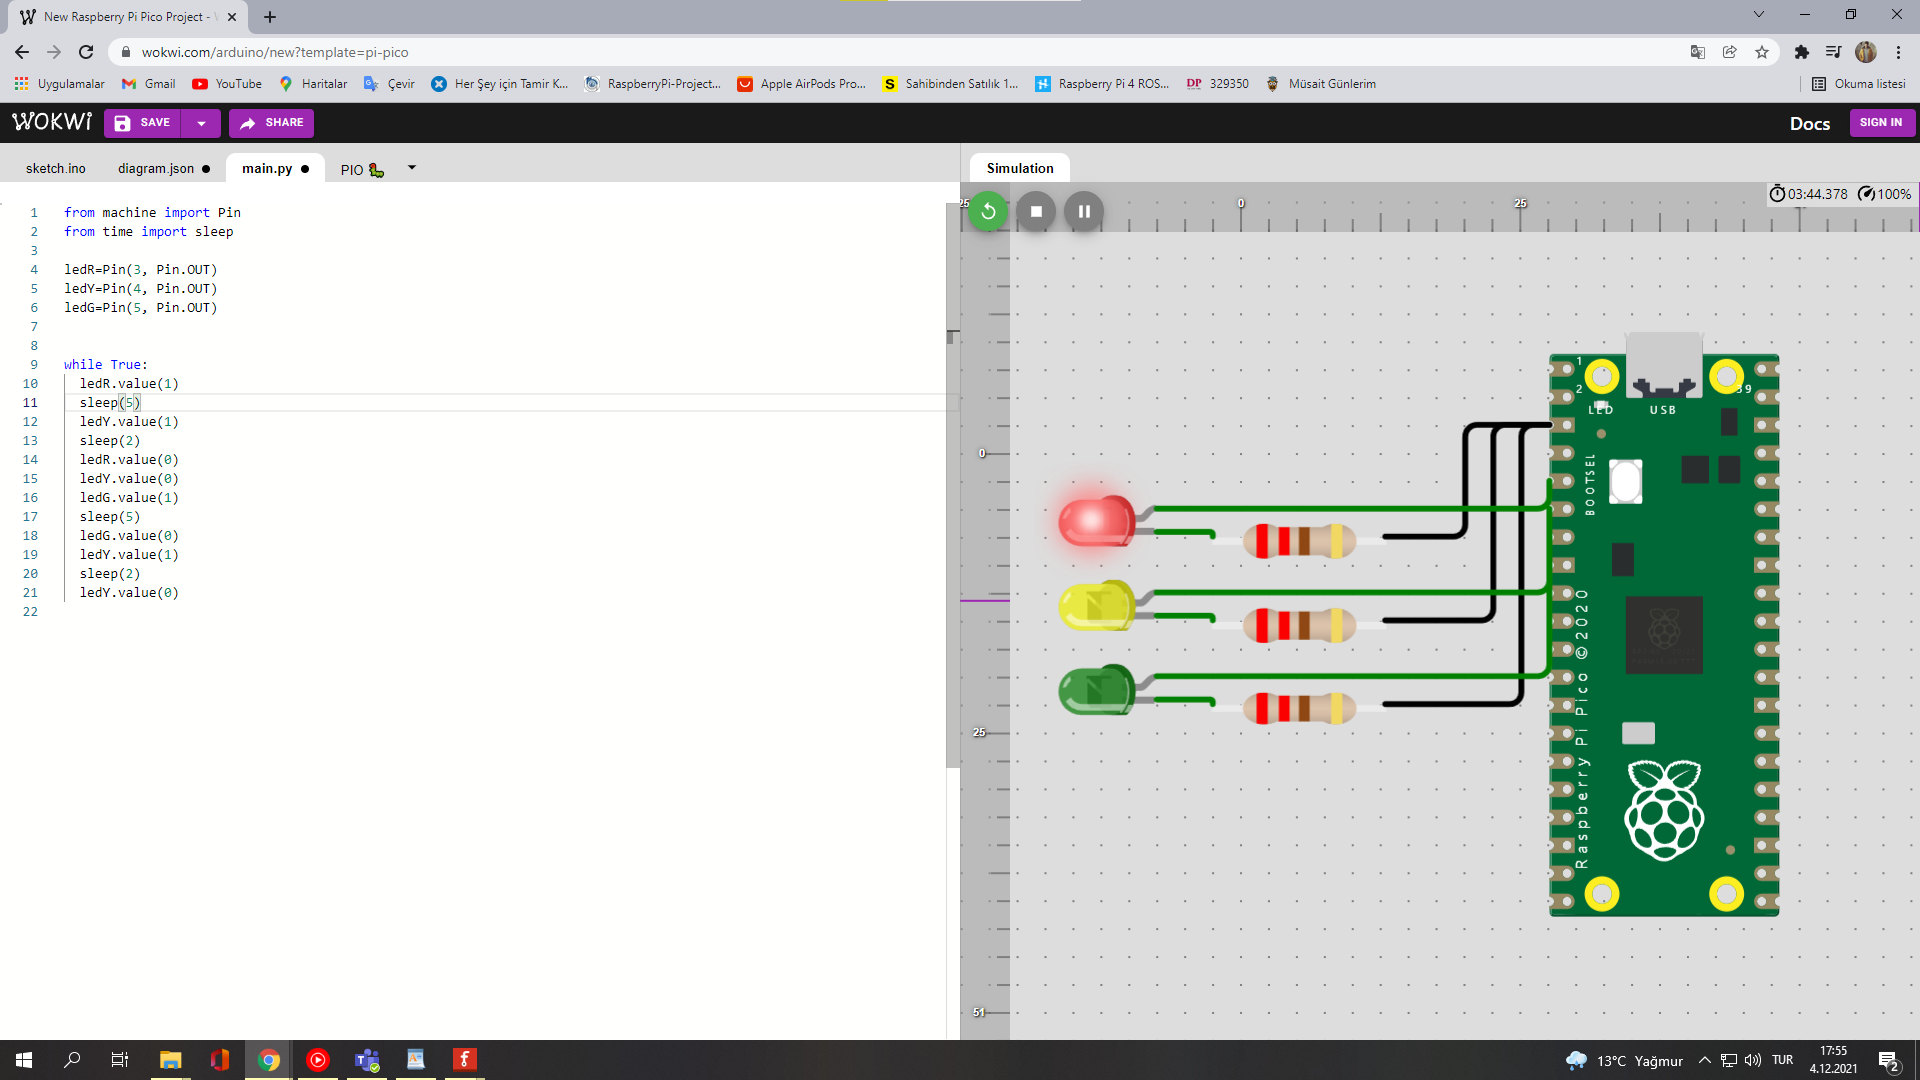 New Raspberry Pi Pico Project -
wokwi.com/arduino/new?template=pi-pico
Uygulamalar Gmail YouTube Haritalar Çevir Her Şey için Tamir K... RaspberryPi-Project... Apple AirPods Pro... Sahibinden Satılık 1... Raspberry Pi 4 ROS... DP 329350 Müsait Günlerim Okuma listesi
WOKWi SAVE SHARE Docs SIGN IN
sketch.ino diagram.json ● main.py ● PIO
Simulation
03:44.378 100%
25 0 25
1 from machine import Pin
2 from time import sleep
3
4 ledR=Pin(3, Pin.OUT)
5 ledY=Pin(4, Pin.OUT)
6 ledG=Pin(5, Pin.OUT)
7
8
9 while True:
10 ledR.value(1)
11 sleep(5)
12 ledY.value(1)
13 sleep(2)
14 ledR.value(0)
15 ledY.value(0)
16 ledG.value(1)
17 sleep(5)
18 ledG.value(0)
19 ledY.value(1)
20 sleep(2)
21 ledY.value(0)
22
0
25
51
1
2
39
LED USB
BOOTSEL
Raspberry Pi Pico ©2020
13°C Yağmur TUR 17:55
4.12.2021
2